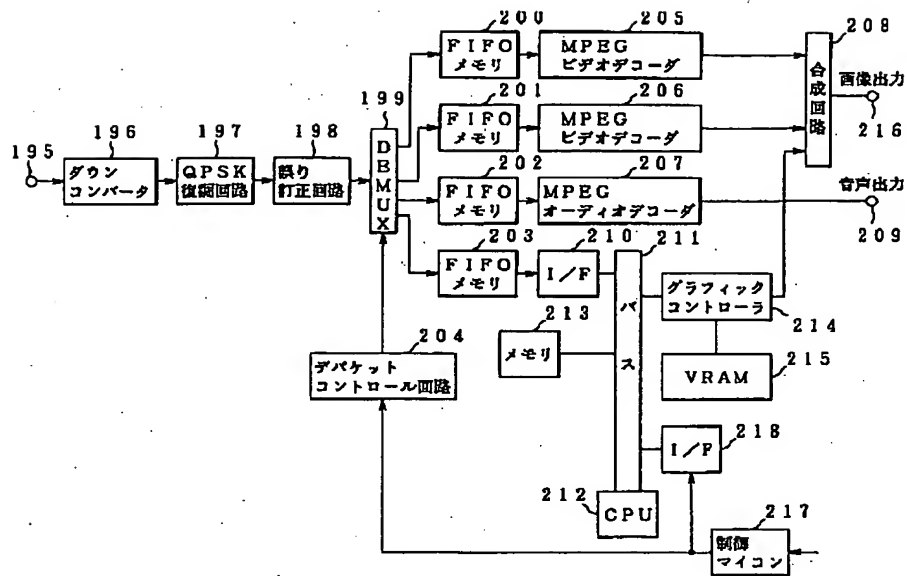 ２００
２０５
２０８
ＦＩＦＯ
メモリ
ＭＰＥＧ
ビデオデコーダ
合成回路
画像出力
２１６
１９９
２０１
２０６
ＦＩＦＯ
メモリ
ＭＰＥＧ
ビデオデコーダ
１９５
１９６
１９７
１９８
ダウン
コンバータ
ＱＰＳＫ
復調回路
誤り
訂正回路
ＤＥＭＵＸ
２０２
２０７
ＦＩＦＯ
メモリ
ＭＰＥＧ
オーディオデコーダ
音声出力
２０９
２０３
２１０
２１１
ＦＩＦＯ
メモリ
Ｉ／Ｆ
バス
グラフィック
コントローラ
２１４
２１３
メモリ
２１５
ＶＲＡＭ
２０４
デパケット
コントロール回路
２１８
Ｉ／Ｆ
２１２
ＣＰＵ
２１７
制御
マイコン